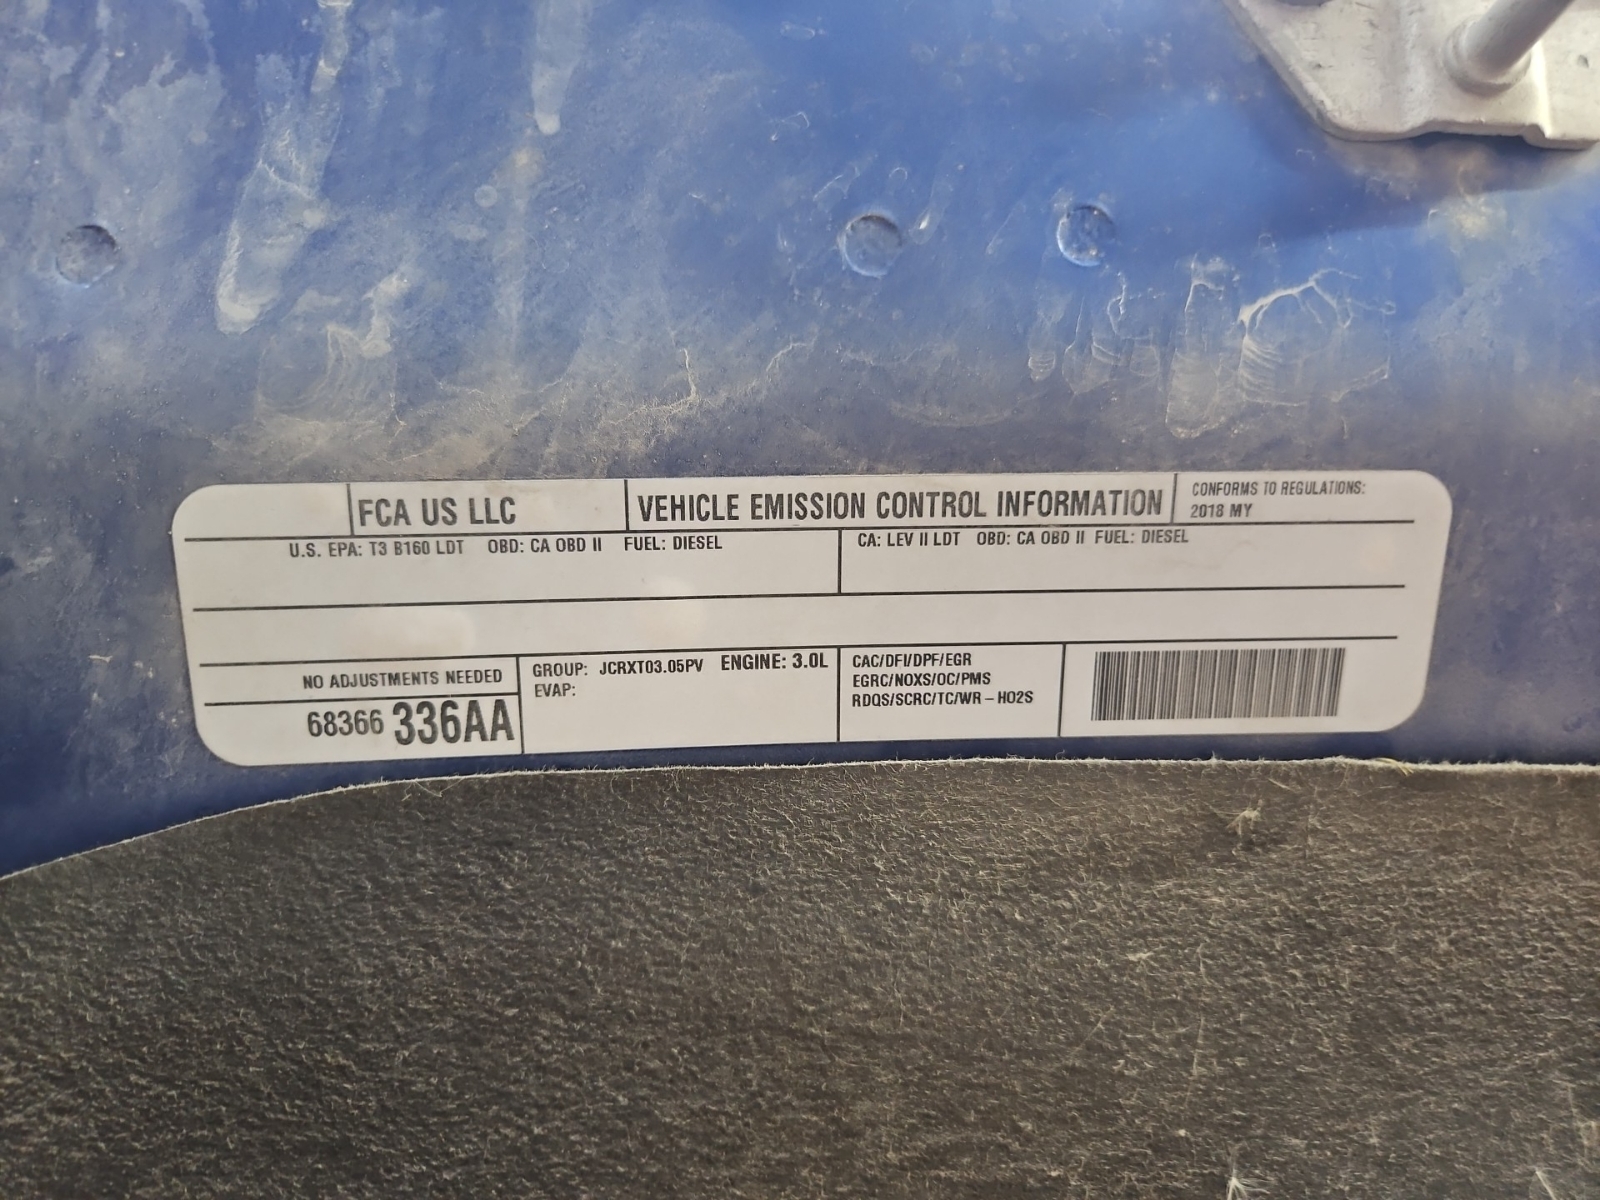 FCA US LLC
VEHICLE EMISSION CONTROL INFORMATION
CONFORMS TO REGULATIONS:
2018 MY
U.S. EPA: T3 B160 LDT OBD: CA OBD II FUEL: DIESEL
CA: LEV II LDT OBD: CA OBD II FUEL: DIESEL
NO ADJUSTMENTS NEEDED
68366 336AA
GROUP: JCRXT03.05PV ENGINE: 3.0L
EVAP:
CAC/DFI/DPF/EGR
EGRC/NOXS/OC/PMS
RDQS/SCRC/TC/WR - HO2S